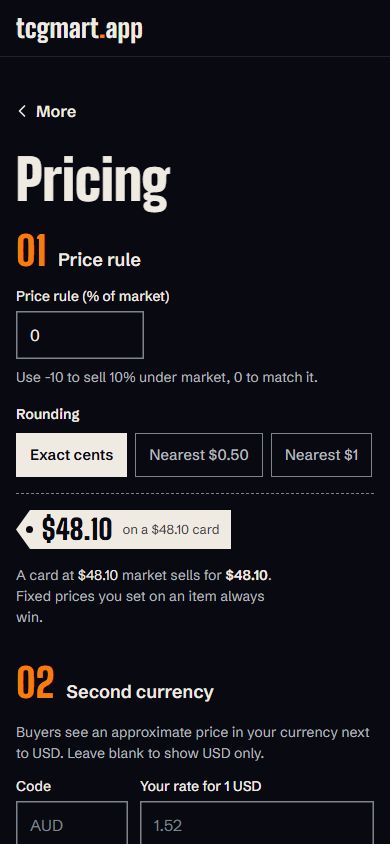 tcgmart.app
More
Pricing
01 Price rule
Price rule (% of market)
0
Use -10 to sell 10% under market, 0 to match it.
Rounding
Exact cents Nearest $0.50 Nearest $1
$48.10 on a $48.10 card
A card at $48.10 market sells for $48.10.
Fixed prices you set on an item always
win.
02 Second currency
Buyers see an approximate price in your currency next
to USD. Leave blank to show USD only.
Code Your rate for 1 USD
AUD 1.52